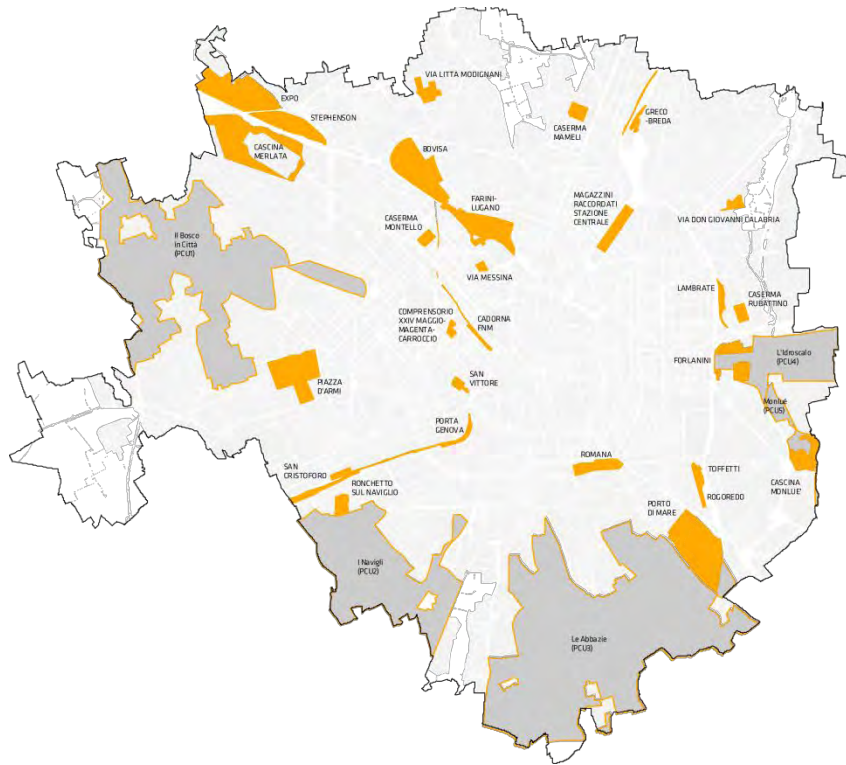 VIA LITTA MODIGNANI
EXPO
STEPHENSON
GRECO
-BREDA
CASERMA
MAMELI
CASCINA
MERLATA
BOVISA
FARINI-
LUGANO
MAGAZZINI
RACCORDATI
STAZIONE
CENTRALE
VIA DON GIOVANNI CALABRIA
CASERMA
MONTELLO
Il Bosco
in Città
(PCU1)
VIA MESSINA
LAMBRATE
CASERMA
RUBATTINO
COMPRENSORIO
XXIV MAGGIO-
MAGENTA-
CARROCCIO
CADORNA
FNM
FORLANINI
L'Idroscalo
(PCU4)
PIAZZA
D'ARMI
SAN
VITTORE
Monlué
(PCU5)
PORTA
GENOVA
ROMANA
SAN
CRISTOFORO
RONCHETTO
SUL NAVIGLIO
TOFFETTI
CASCINA
MONLUE'
ROGOREDO
PORTO
DI MARE
I Navigli
(PCU2)
Le Abbazie
(PCU3)